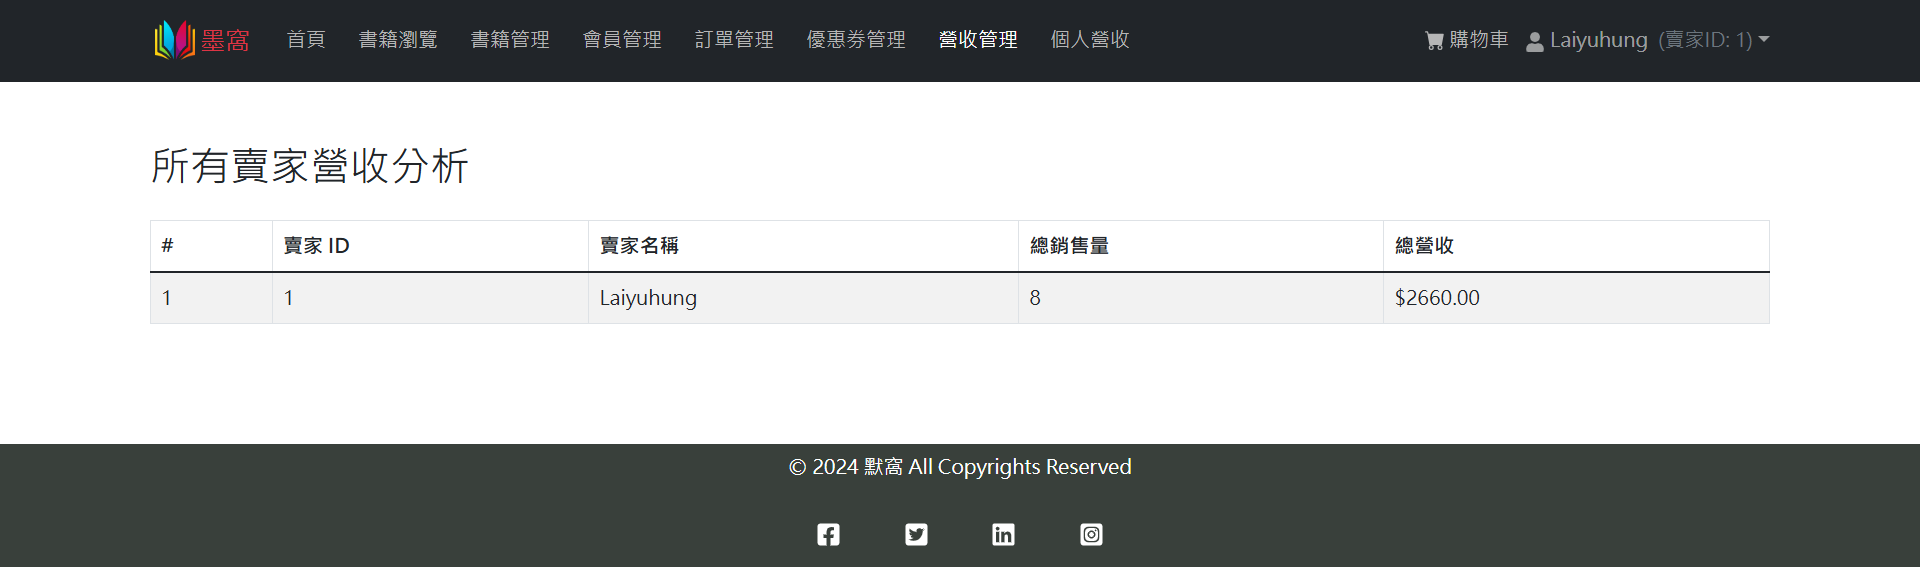 墨窩 首頁 書籍瀏覽 書籍管理 會員管理 訂單管理 優惠券管理 營收管理 個人營收 購物車 Laiyuhung (賣家ID: 1)
所有賣家營收分析
# 賣家 ID 賣家名稱 總銷售量 總營收
1 1 Laiyuhung 8 $2660.00
© 2024 默窩 All Copyrights Reserved